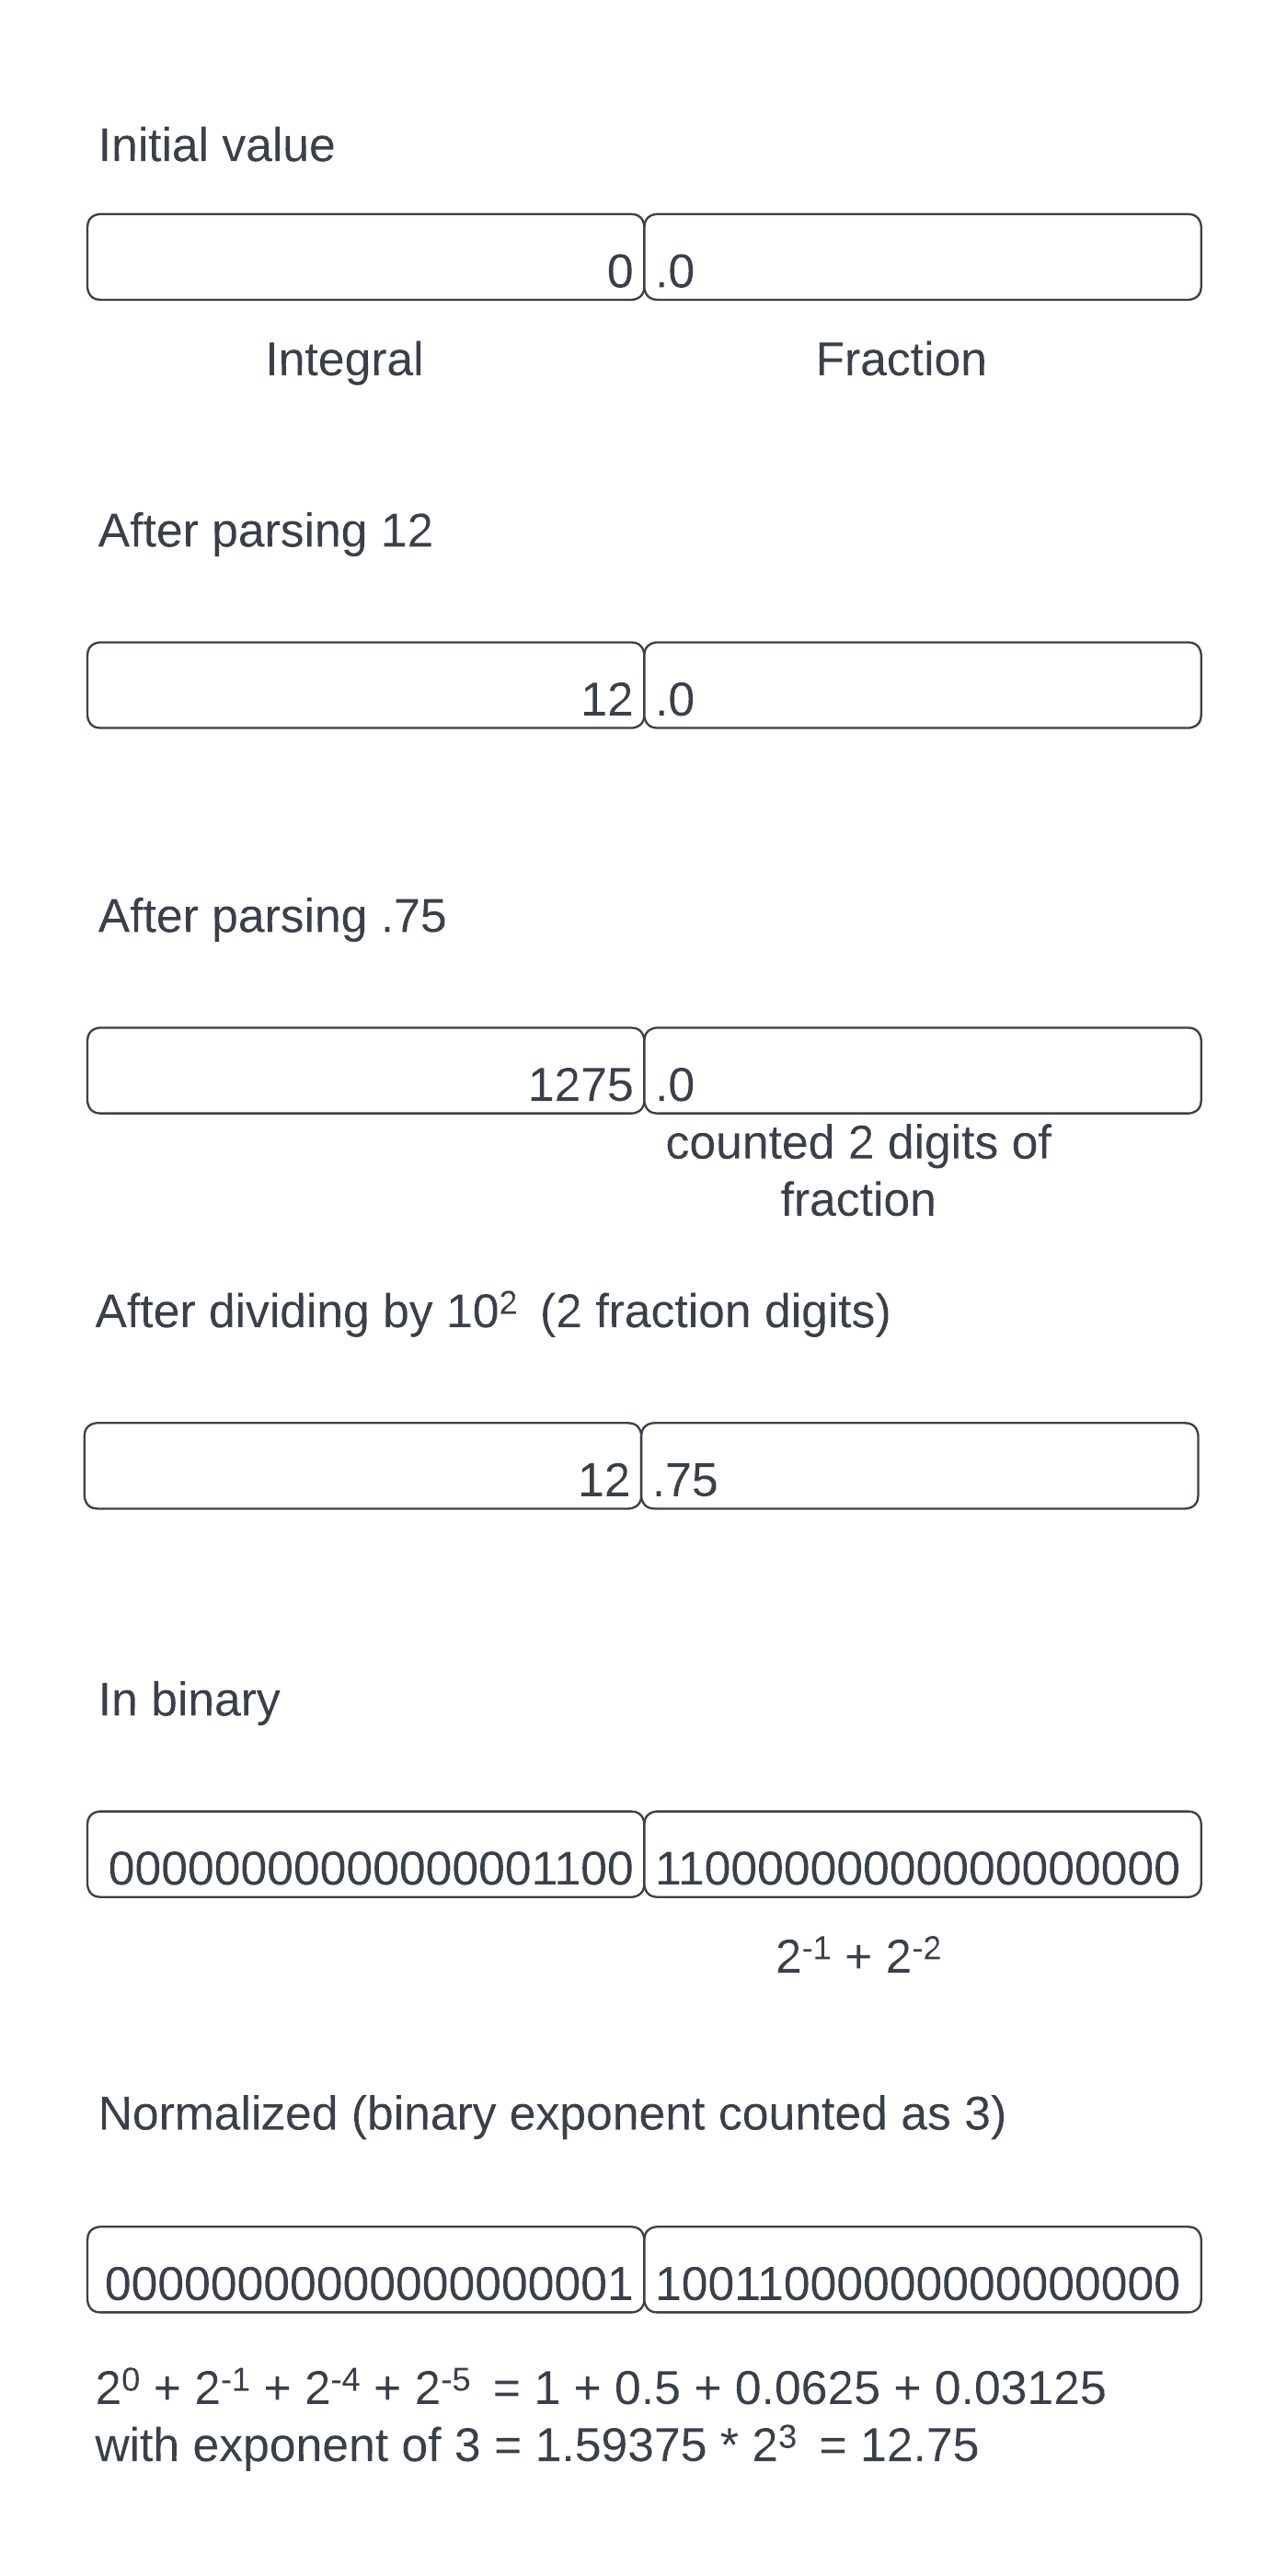 Initial value
0 .0
Integral Fraction
After parsing 12
12 .0
After parsing .75
1275 .0
counted 2 digits of
fraction
After dividing by 10² (2 fraction digits)
12 .75
In binary
00000000000000001100 11000000000000000000
2⁻¹ + 2⁻²
Normalized (binary exponent counted as 3)
00000000000000000001 10011000000000000000
2⁰ + 2⁻¹ + 2⁻⁴ + 2⁻⁵ = 1 + 0.5 + 0.0625 + 0.03125
with exponent of 3 = 1.59375 * 2³ = 12.75